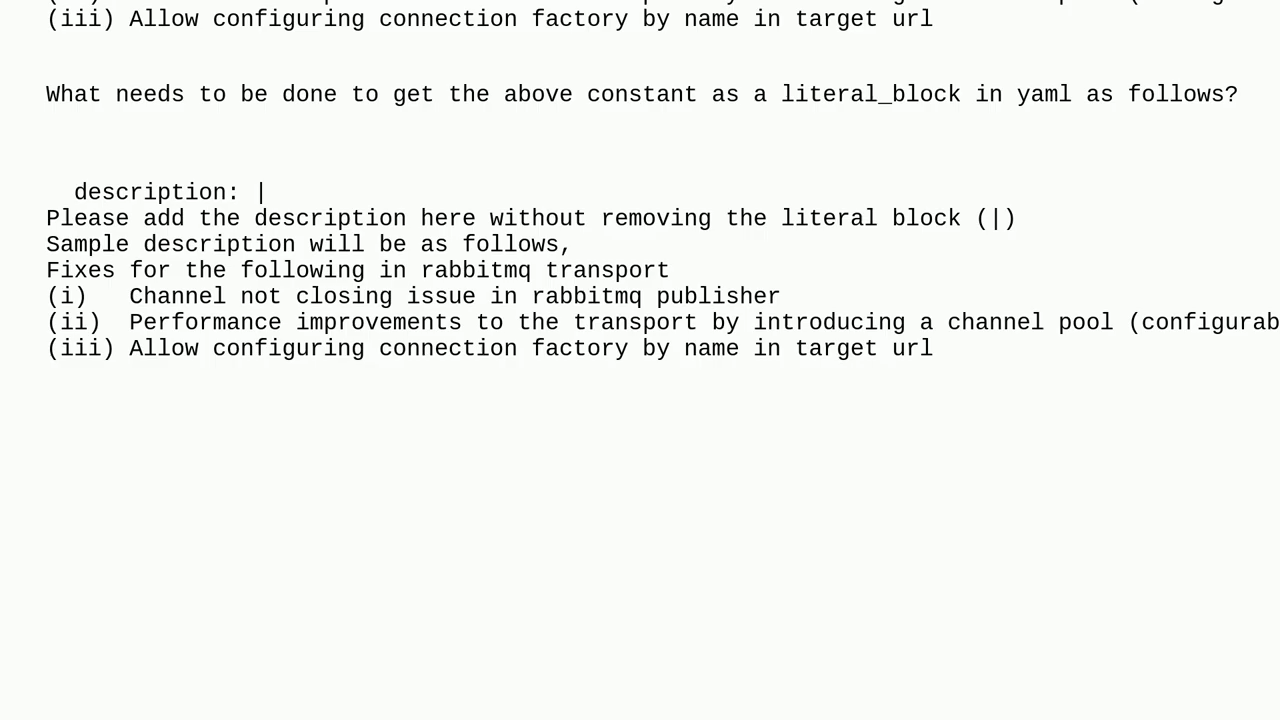 (iii) Allow configuring connection factory by name in target url
What needs to be done to get the above constant as a literal_block in yaml as follows?
description: |
Please add the description here without removing the literal block (|)
Sample description will be as follows,
Fixes for the following in rabbitmq transport
(i)   Channel not closing issue in rabbitmq publisher
(ii)  Performance improvements to the transport by introducing a channel pool (configurab
(iii) Allow configuring connection factory by name in target url